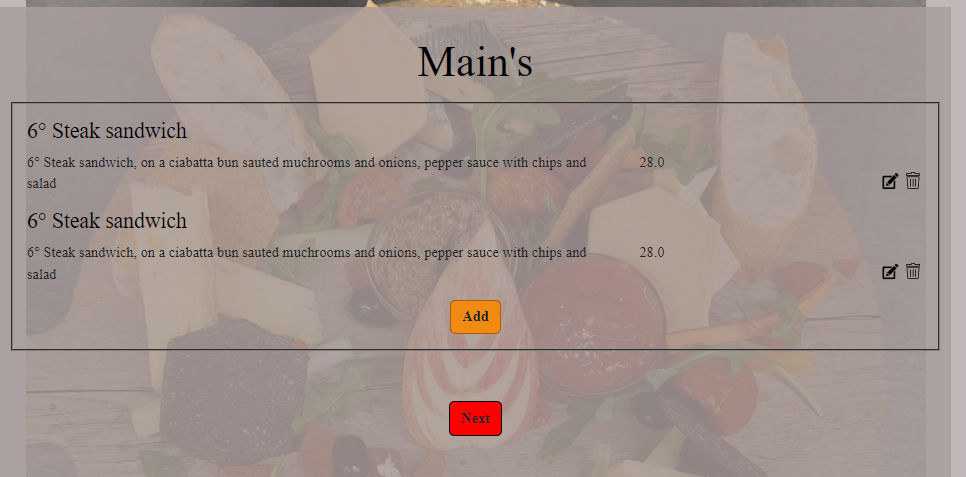 Main's
6° Steak sandwich
6° Steak sandwich, on a ciabatta bun sauted muchrooms and onions, pepper sauce with chips and 28.0
salad
6° Steak sandwich
6° Steak sandwich, on a ciabatta bun sauted muchrooms and onions, pepper sauce with chips and 28.0
salad
Add
Next